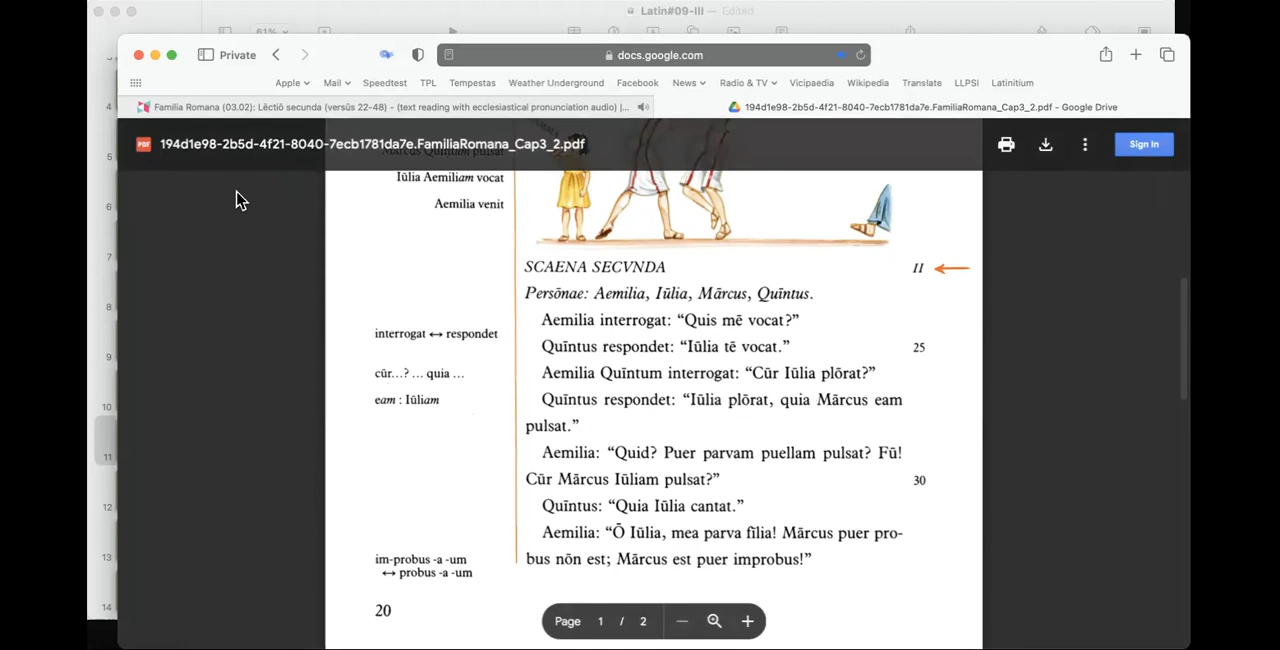 Latin#09-III — Edited
61%
Private
docs.google.com
Apple Mail Speedtest TPL Tempestas Weather Underground Facebook News Radio & TV Vicipaedia Wikipedia Translate LLPSI Latinitium
Familia Romana (03.02): Lēctiō secunda (versūs 22-48) - (text reading with ecclesiastical pronunciation audio) |...
194d1e98-2b5d-4f21-8040-7ecb1781da7e.FamiliaRomana_Cap3_2.pdf - Google Drive
PDF 194d1e98-2b5d-4f21-8040-7ecb1781da7e.FamiliaRomana_Cap3_2.pdf
Sign In
4
5
6
7
8
9
10
11
12
13
14
Mārcus Quīntum pulsat
Iūlia Aemiliam vocat
Aemilia venit
interrogat ↔ respondet
cūr...? ... quia ...
eam : Iūliam
im-probus -a -um
↔ probus -a -um
20
SCAENA SECVNDA II
Persōnae: Aemilia, Iūlia, Mārcus, Quīntus.
Aemilia interrogat: “Quis mē vocat?”
Quīntus respondet: “Iūlia tē vocat.” 25
Aemilia Quīntum interrogat: “Cūr Iūlia plōrat?”
Quīntus respondet: “Iūlia plōrat, quia Mārcus eam
pulsat.”
Aemilia: “Quid? Puer parvam puellam pulsat? Fū!
Cūr Mārcus Iūliam pulsat?” 30
Quīntus: “Quia Iūlia cantat.”
Aemilia: “Ō Iūlia, mea parva fīlia! Mārcus puer pro-
bus nōn est; Mārcus est puer improbus!”
Page 1 / 2